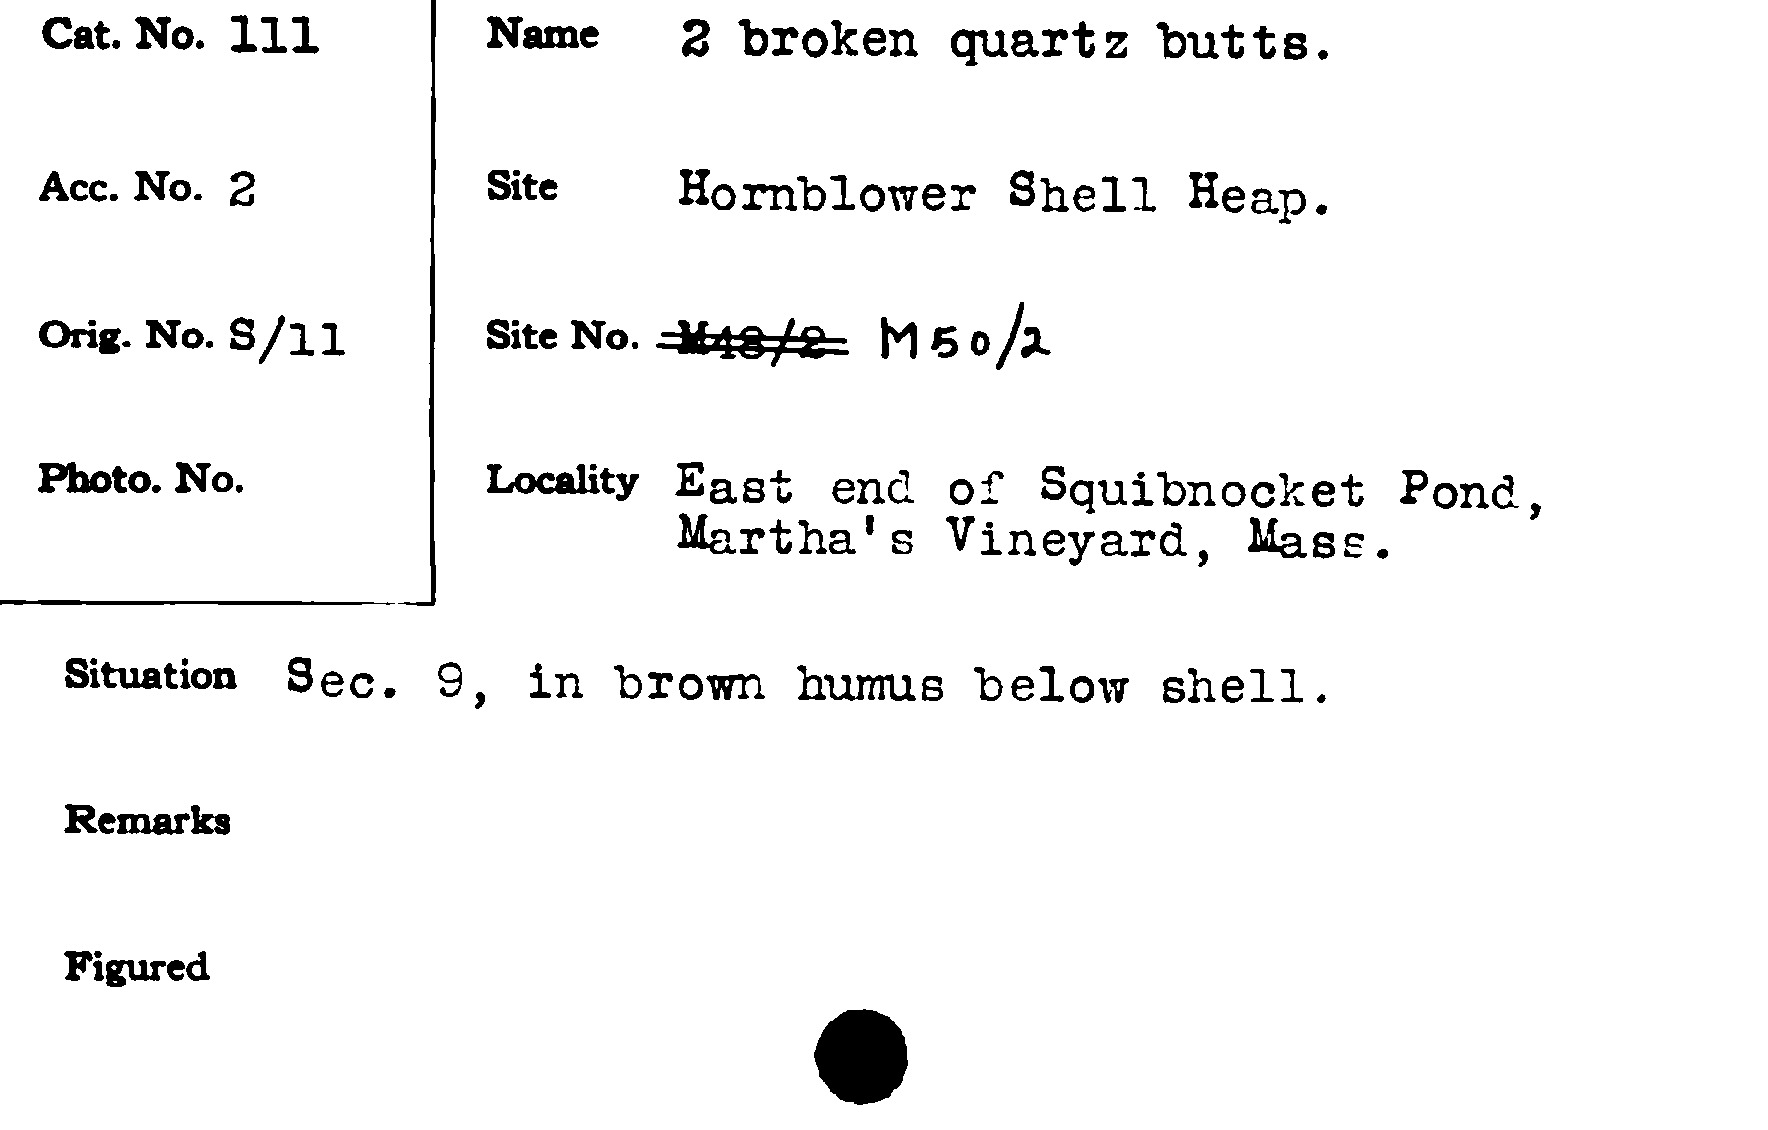 Cat. No. 111
Name 2 broken quartz butts.
Acc. No. 2
Site Hornblower Shell Heap.
Orig. No. S/11
Site No. M48/2 M50/2
Photo. No.
Locality East end of Squibnocket Pond,
Martha's Vineyard, Mass.
Situation Sec. 9, in brown humus below shell.
Remarks
Figured